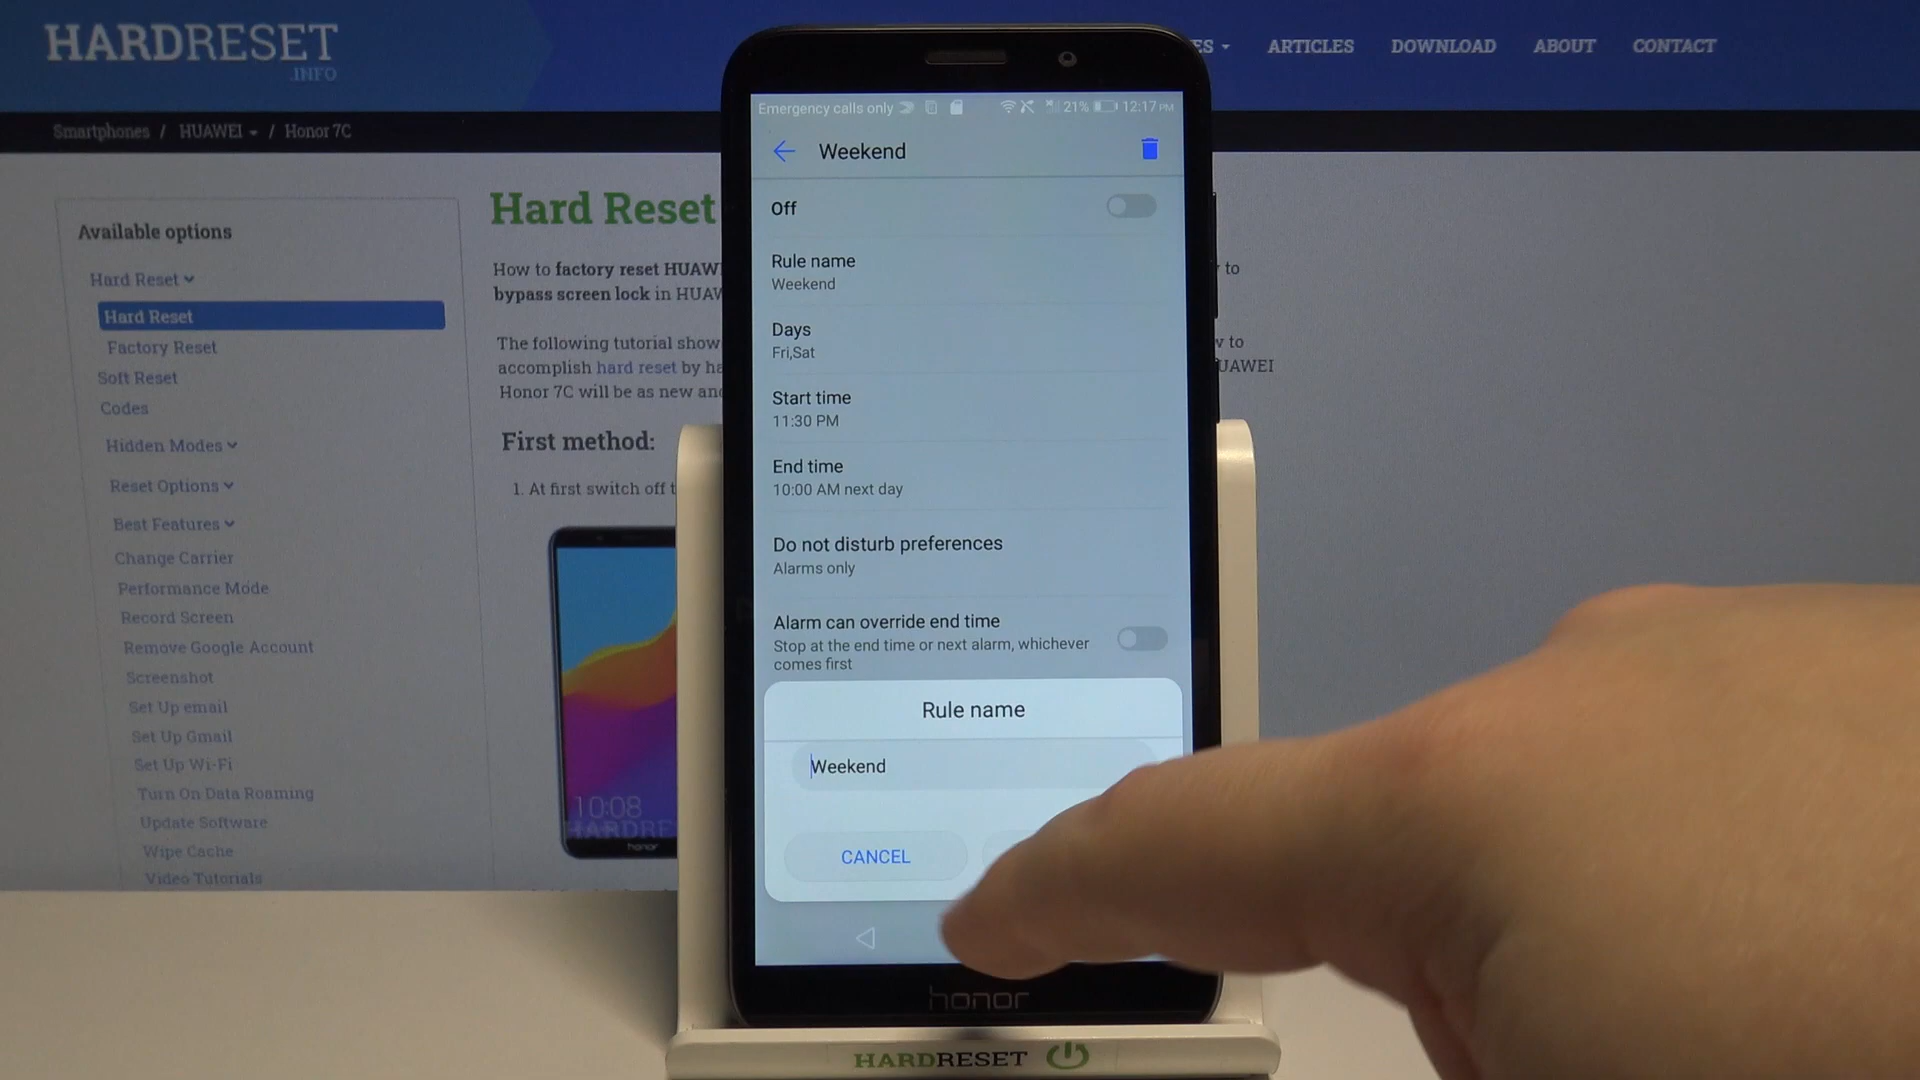 HARDRESET
.INFO
ES
ARTICLES
DOWNLOAD
ABOUT
CONTACT
Smartphones / HUAWEI / Honor 7C
Available options
Hard Reset
Hard Reset
Factory Reset
Soft Reset
Codes
Hidden Modes
Reset Options
Best Features
Change Carrier
Performance Mode
Record Screen
Remove Google Account
Screenshot
Set Up email
Set Up Gmail
Set Up Wi-Fi
Turn On Data Roaming
Update Software
Wipe Cache
Video Tutorials
Hard Reset
How to factory reset HUAW
bypass screen lock in HUAW
to
The following tutorial show
accomplish hard reset by ha
Honor 7C will be as new and
to
UAWEI
First method:
1. At first switch off t
10:08
HARDRE
honor
Emergency calls only
21%
12:17 PM
Weekend
Off
Rule name
Weekend
Days
Fri,Sat
Start time
11:30 PM
End time
10:00 AM next day
Do not disturb preferences
Alarms only
Alarm can override end time
Stop at the end time or next alarm, whichever
comes first
Rule name
Weekend
CANCEL
honor
HARDRESET